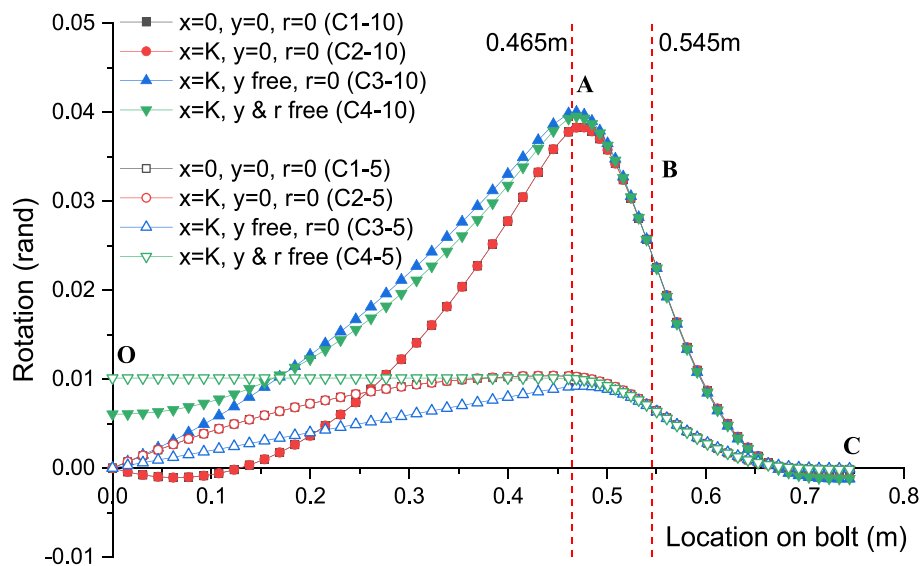 0.05
0.04
0.03
0.02
0.01
0.00
-0.01
Rotation (rand)
x=0, y=0, r=0 (C1-10)
x=K, y=0, r=0 (C2-10)
x=K, y free, r=0 (C3-10)
x=K, y & r free (C4-10)
x=0, y=0, r=0 (C1-5)
x=K, y=0, r=0 (C2-5)
x=K, y free, r=0 (C3-5)
x=K, y & r free (C4-5)
0.465m
0.545m
A
B
O
C
0.0 0.1 0.2 0.3 0.4 0.5 0.6 0.7 0.8
Location on bolt (m)